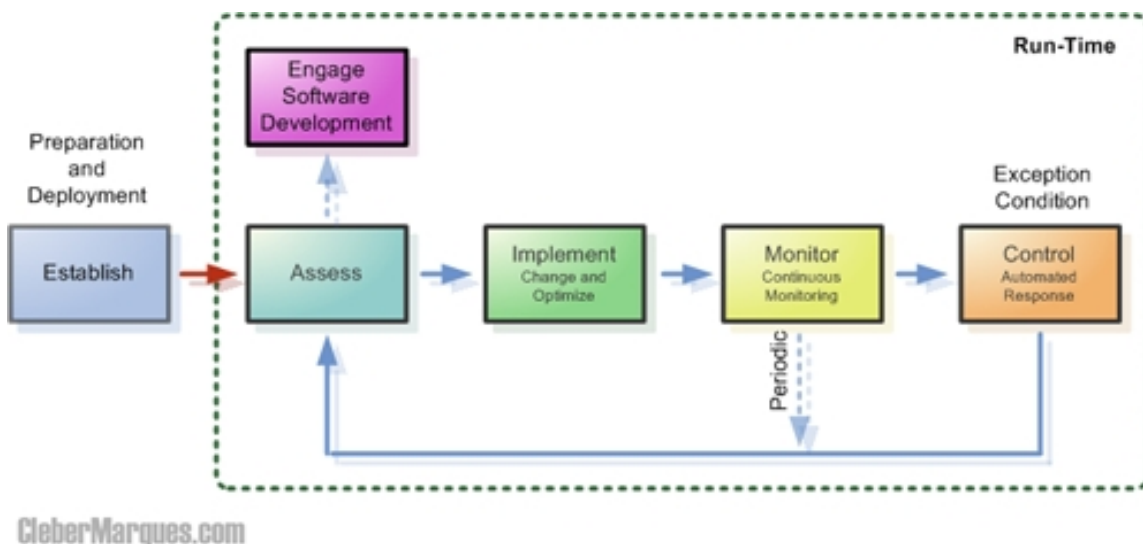 Run-Time
Engage
Software
Development
Preparation
and
Deployment
Exception
Condition
Establish
Assess
Implement
Change and
Optimize
Monitor
Continuous
Monitoring
Control
Automated
Response
Periodic
CleberMarques.com